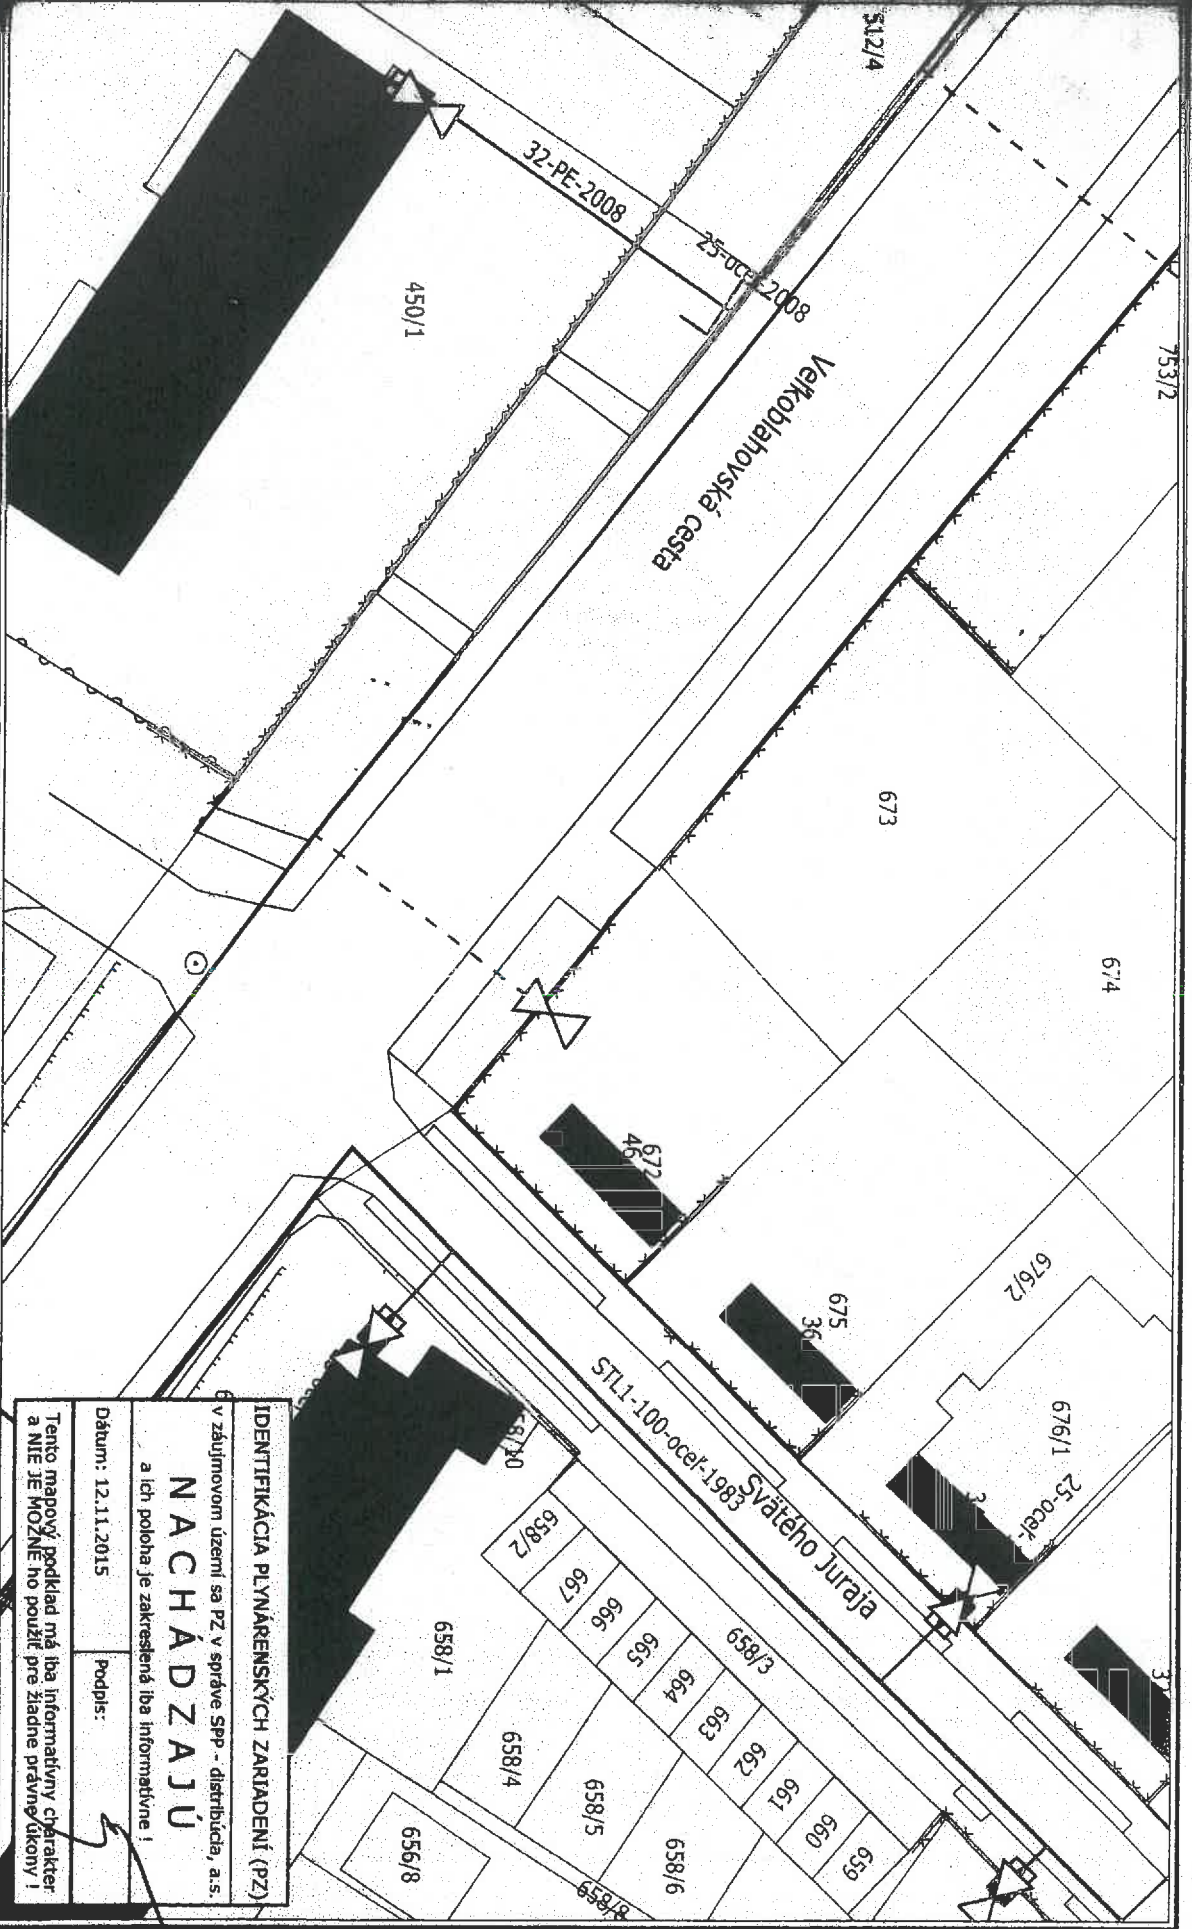 512/4
753/2
32-PE-2008
25-oceľ-2008
450/1
Veľkoblahovská cesta
673
674
672
46
675
36
676/2
676/1
25-oceľ-
STL1-100-oceľ-1983
Svätého Juraja
658/2
667
666
665
664
663
662
661
660
659
658/3
658/1
658/4
658/5
658/6
656/8
IDENTIFIKÁCIA PLYNÁRENSKÝCH ZARIADENÍ (PZ)
v záujmovom území sa PZ v správe SPP - distribúcia, a.s.
NACHÁDZAJÚ
a ich poloha je zakreslená iba informatívne !
Dátum: 12.11.2015
Podpis:
Tento mapový podklad má iba informatívny charakter
a NIE JE MOŽNÉ ho použiť pre žiadne právne úkony !